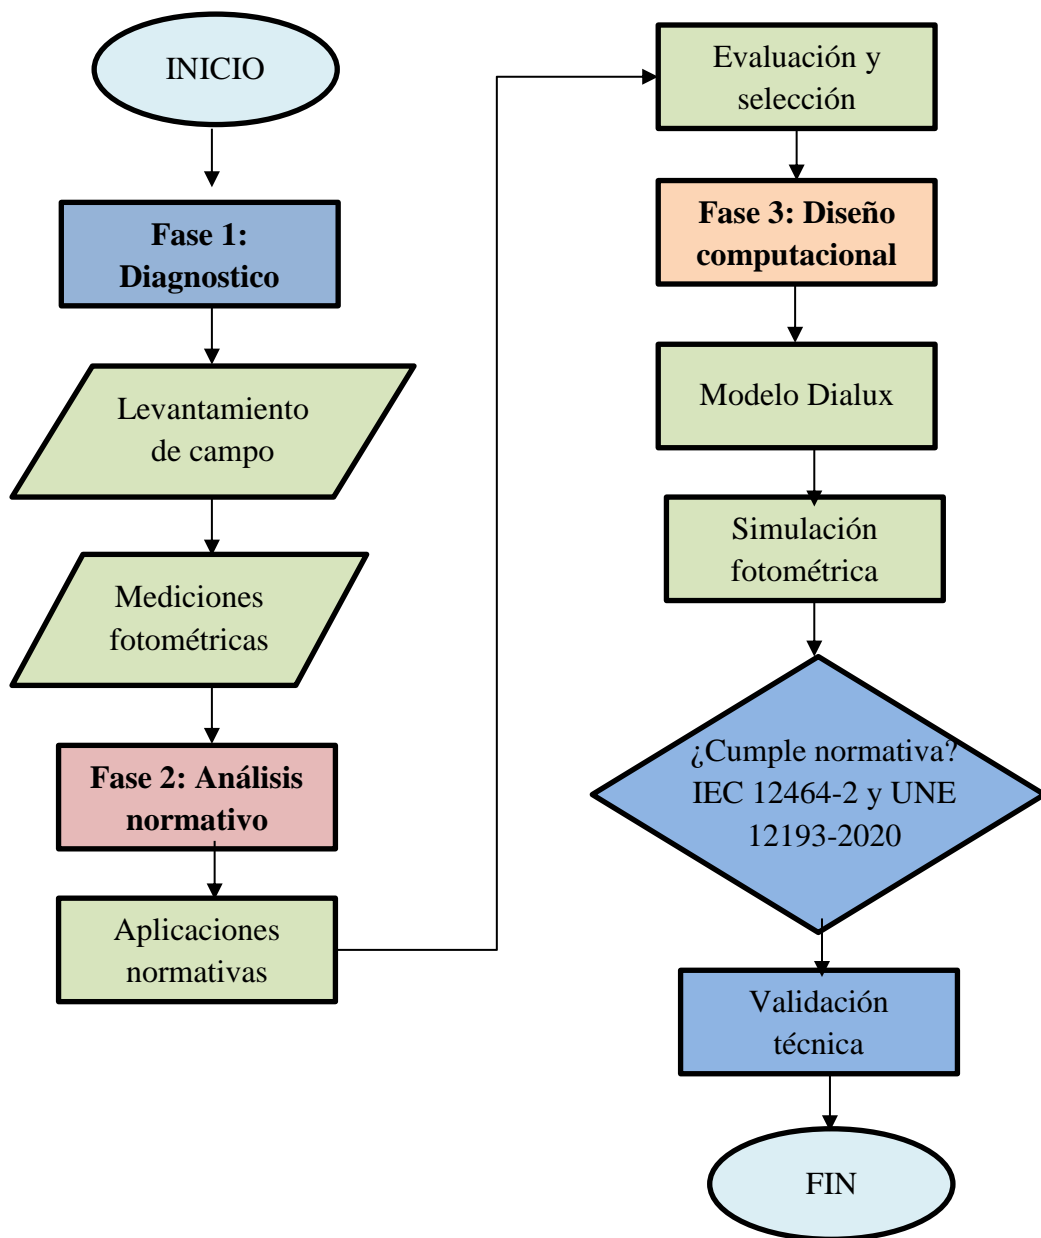 INICIO
Fase 1:
Diagnostico
Levantamiento
de campo
Mediciones
fotométricas
Fase 2: Análisis
normativo
Aplicaciones
normativas
Evaluación y
selección
Fase 3: Diseño
computacional
Modelo Dialux
Simulación
fotométrica
¿Cumple normativa?
IEC 12464-2 y UNE
12193-2020
Validación
técnica
FIN